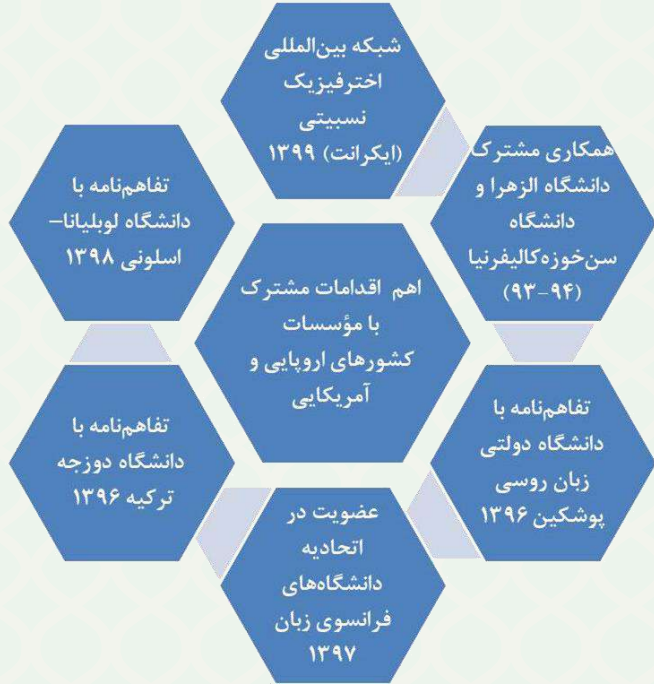 شبکه بین‌المللی
اخترفیزیک
نسبیتی
(ایکرانت) ۱۳۹۹
همکاری مشترک
دانشگاه الزهرا و
دانشگاه
سن‌خوزه‌کالیفرنیا
(۹۳-۹۴)
تفاهم‌نامه با
دانشگاه دولتی
زبان روسی
پوشکین ۱۳۹۶
عضویت در
اتحادیه
دانشگاه‌های
فرانسوی زبان
۱۳۹۷
تفاهم‌نامه با
دانشگاه دوزجه
ترکیه ۱۳۹۶
تفاهم‌نامه با
دانشگاه لوبلیانا–
اسلونی ۱۳۹۸
اهم اقدامات مشترک
با مؤسسات
کشورهای اروپایی و
آمریکایی